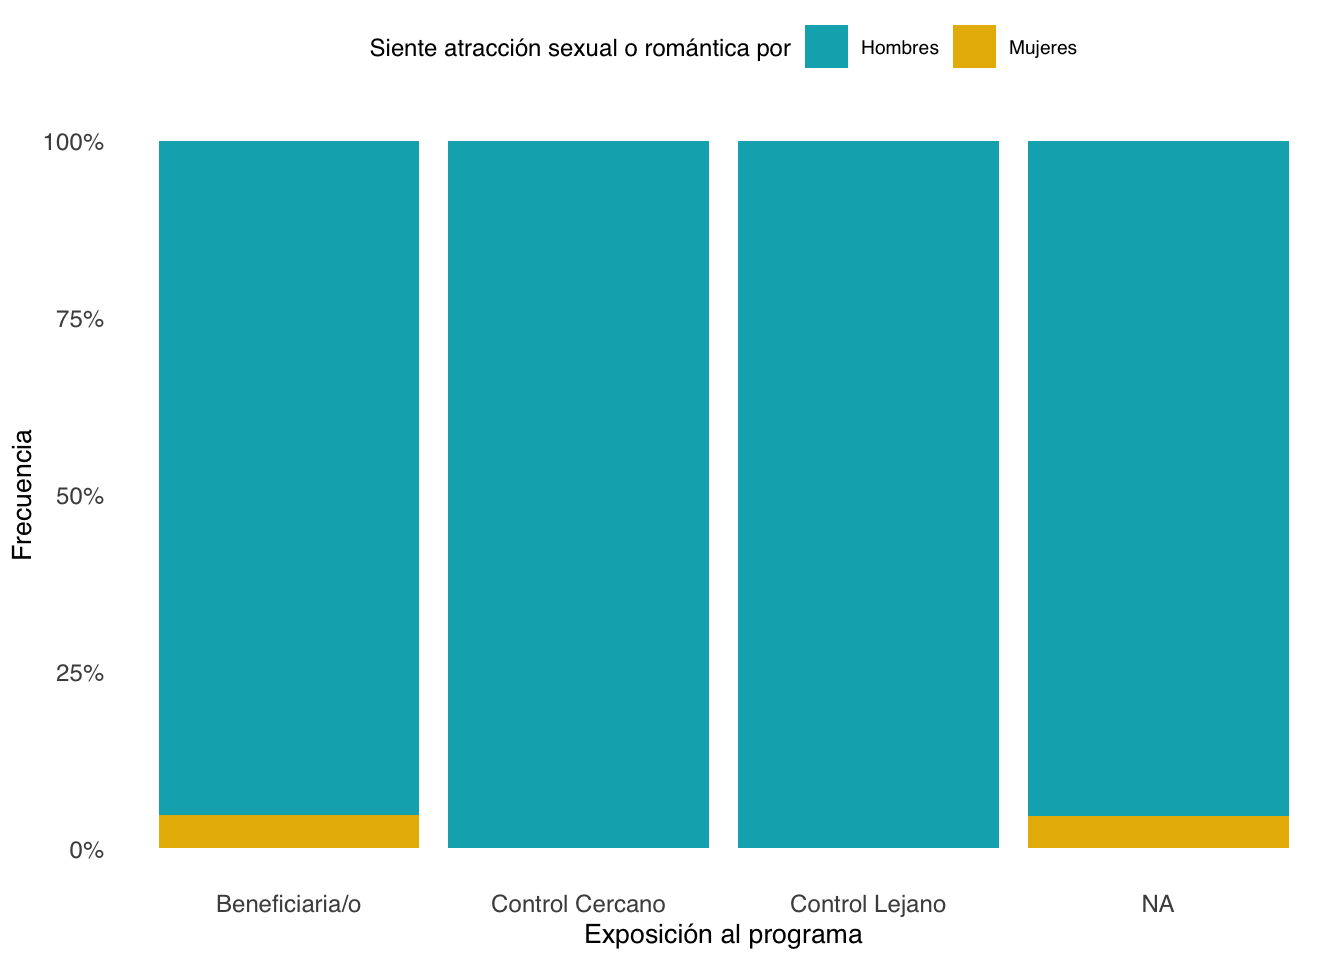 Siente atracción sexual o romántica por Hombres Mujeres
100%
75%
50%
25%
0%
Frecuencia
Beneficiaria/o Control Cercano Control Lejano NA
Exposición al programa